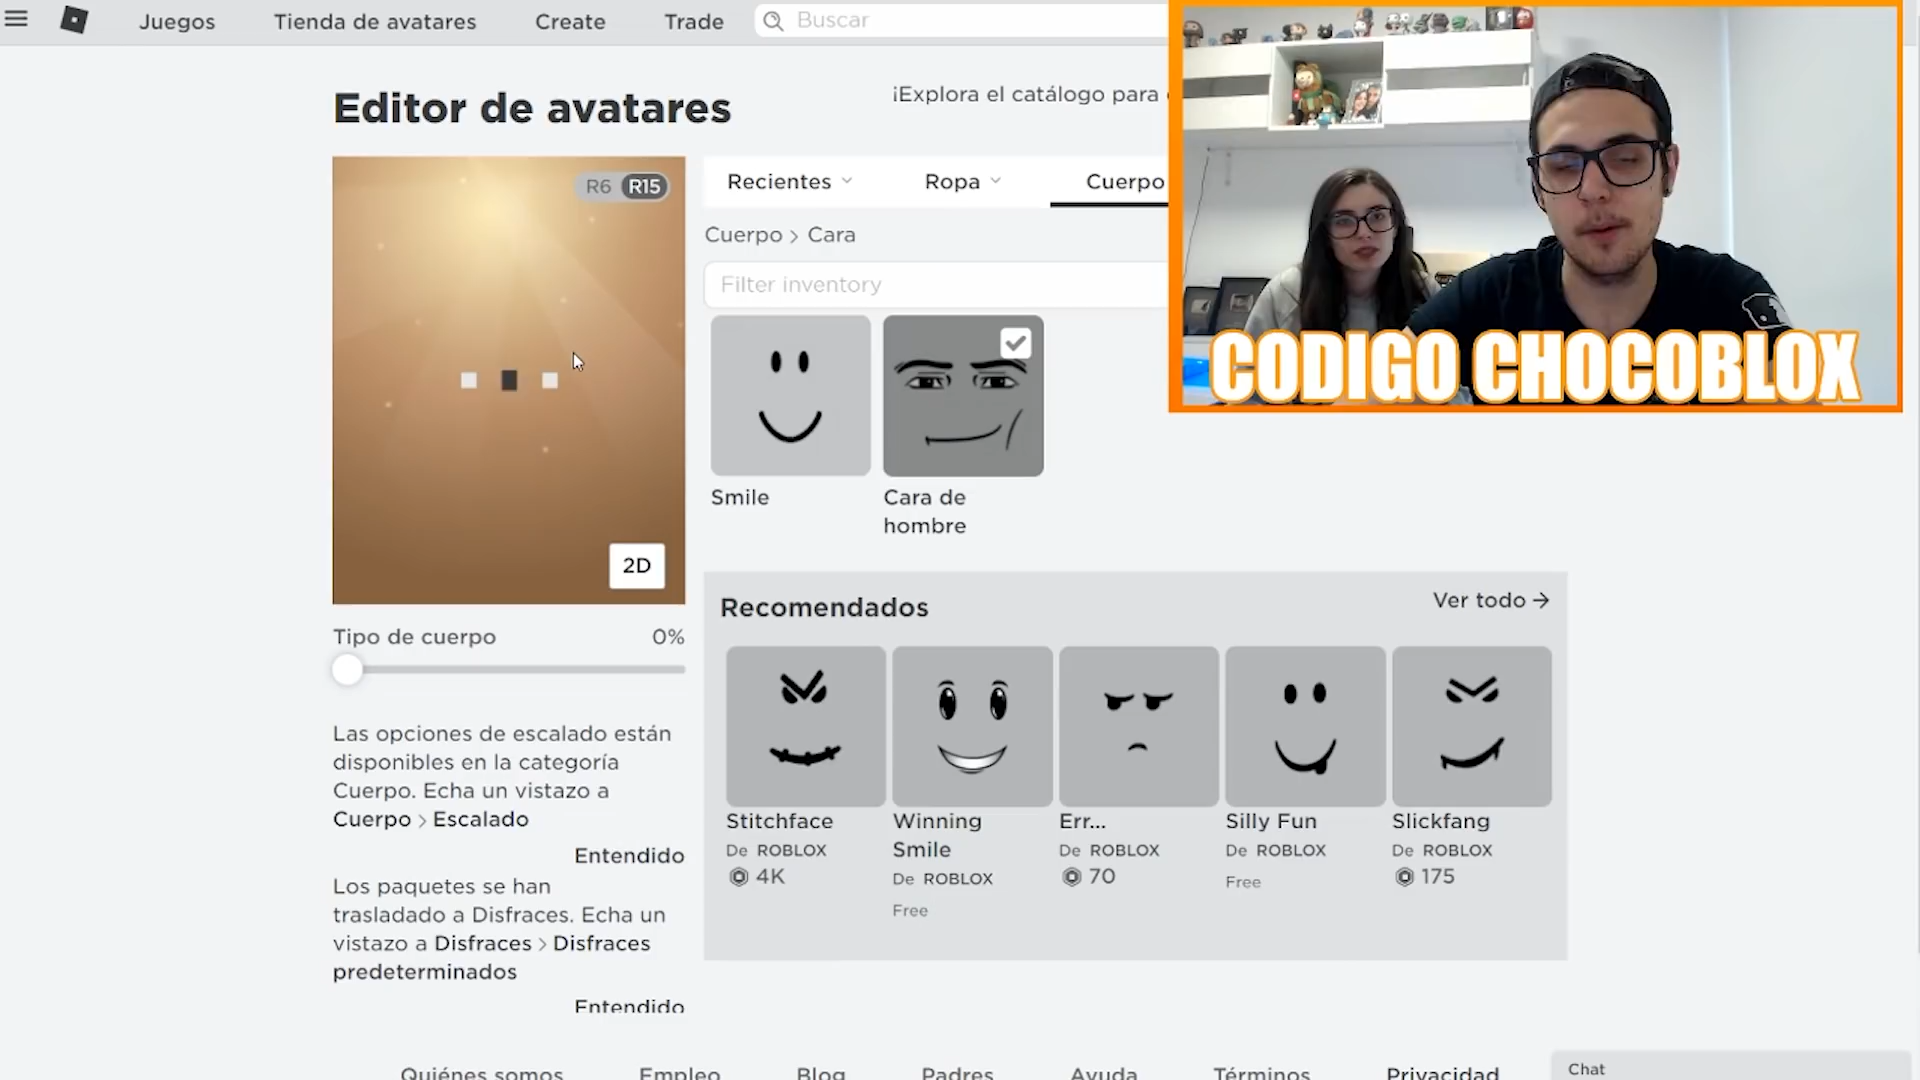 Juegos
Tienda de avatares
Create
Trade
Buscar
Editor de avatares
¡Explora el catálogo para
R6 R15
Recientes
Ropa
Cuerpo
Cuerpo > Cara
Filter inventory
Smile
Cara de
hombre
CODIGO CHOCOBLOX
2D
Tipo de cuerpo
0%
Las opciones de escalado están
disponibles en la categoría
Cuerpo. Echa un vistazo a
Cuerpo > Escalado
Entendido
Los paquetes se han
trasladado a Disfraces. Echa un
vistazo a Disfraces > Disfraces
predeterminados
Entendido
Recomendados
Ver todo →
Stitchface
De ROBLOX
4K
Winning
Smile
De ROBLOX
Free
Err...
De ROBLOX
70
Silly Fun
De ROBLOX
Free
Slickfang
De ROBLOX
175
Quiénes somos
Empleo
Blog
Padres
Ayuda
Términos
Privacidad
Chat